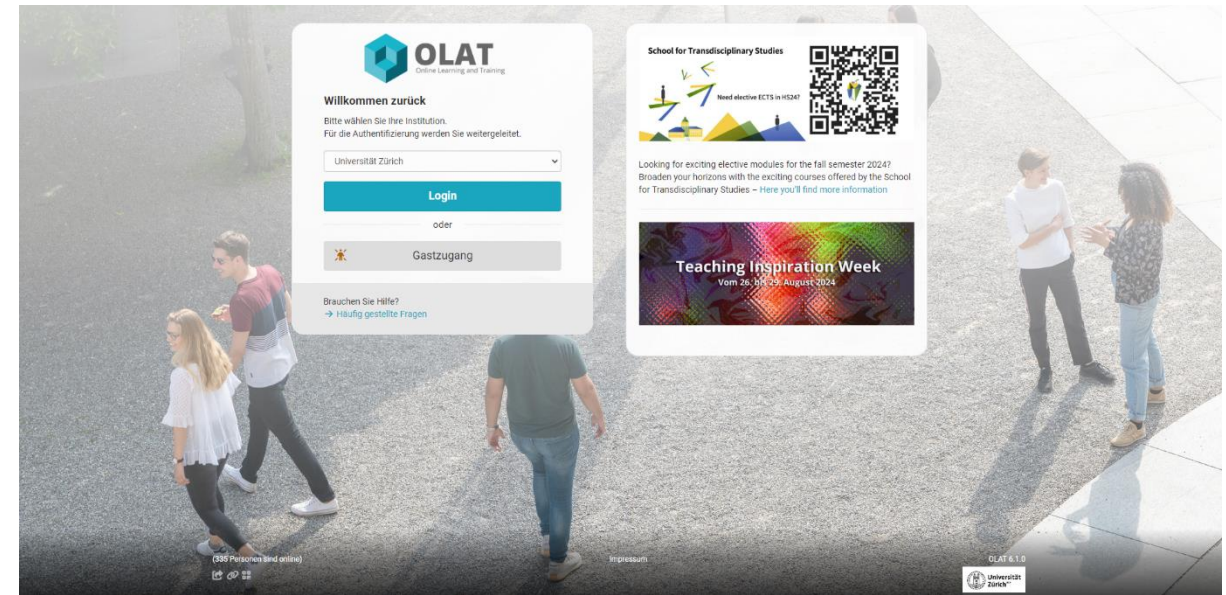 OLAT
Online Learning and Training
Willkommen zurück
Bitte wählen Sie Ihre Institution.
Für die Authentifizierung werden Sie weitergeleitet.
Universität Zürich
Login
oder
Gastzugang
Brauchen Sie Hilfe?
→ Häufig gestellte Fragen
School for Transdisciplinary Studies
Need elective ECTS in HS24?
Looking for exciting elective modules for the fall semester 2024?
Broaden your horizons with the exciting courses offered by the School
for Transdisciplinary Studies – Here you'll find more information
Teaching Inspiration Week
Vom 26. bis 29. August 2024
(335 Personen sind online)
Impressum
OLAT 6.1.0
Universität
Zürich